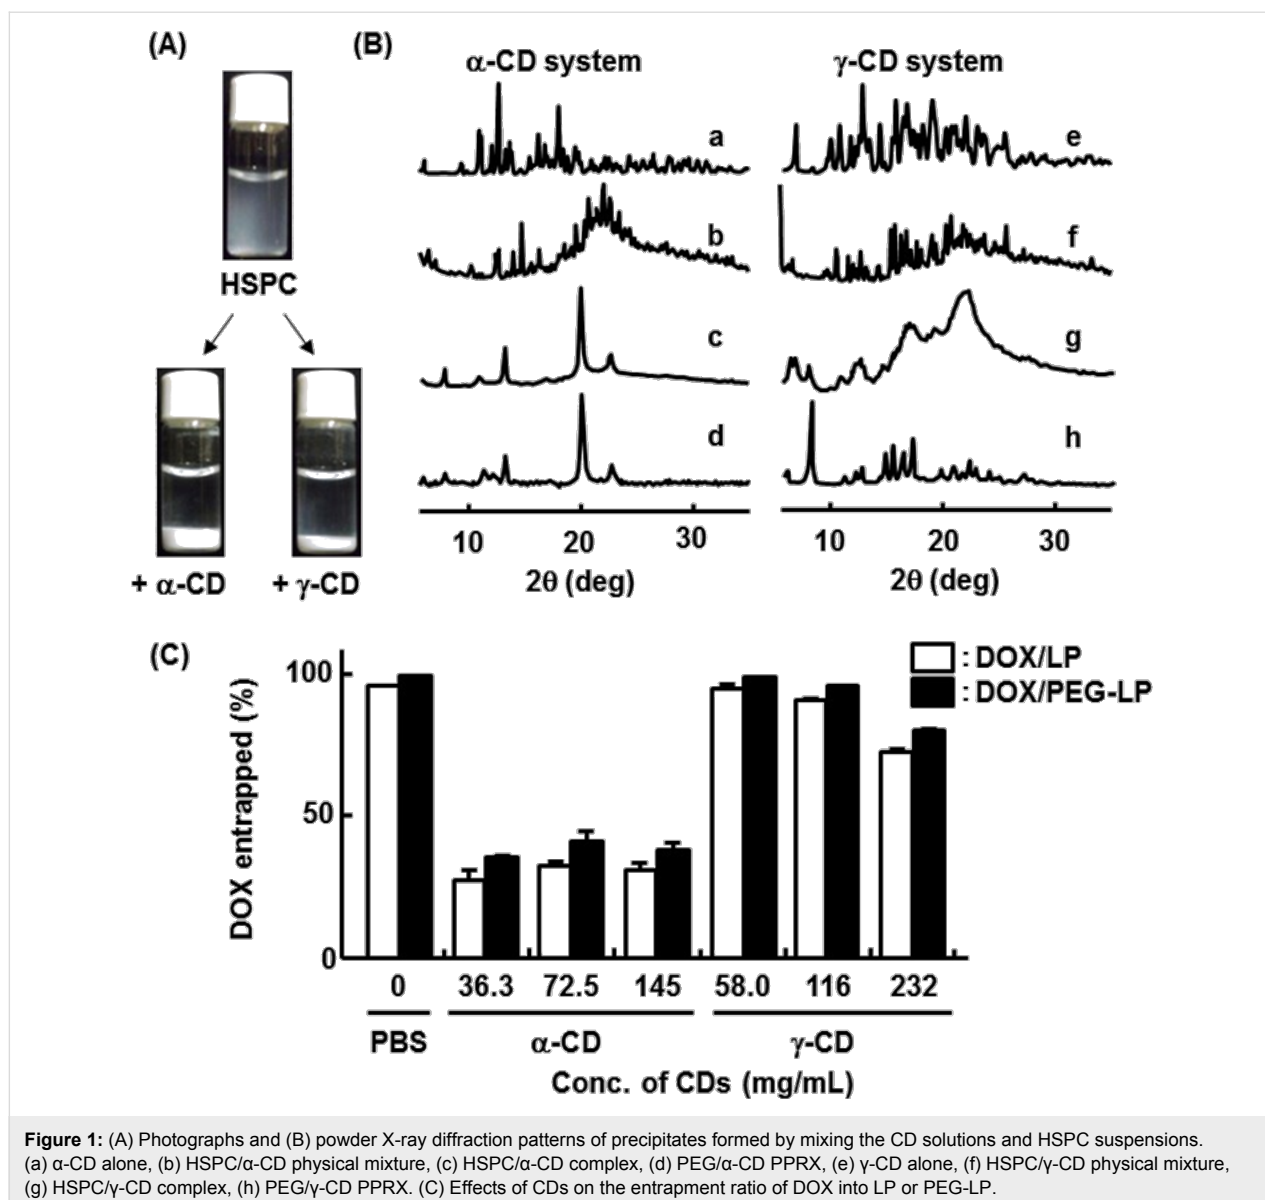 (A)
HSPC
+ α-CD
+ γ-CD
(B)
α-CD system
γ-CD system
a
b
c
d
e
f
g
h
10 20 30
2θ (deg)
10 20 30
2θ (deg)
(C)
: DOX/LP
: DOX/PEG-LP
DOX entrapped (%)
100
50
0
0 36.3 72.5 145 58.0 116 232
PBS α-CD γ-CD
Conc. of CDs (mg/mL)
Figure 1: (A) Photographs and (B) powder X-ray diffraction patterns of precipitates formed by mixing the CD solutions and HSPC suspensions.
(a) α-CD alone, (b) HSPC/α-CD physical mixture, (c) HSPC/α-CD complex, (d) PEG/α-CD PPRX, (e) γ-CD alone, (f) HSPC/γ-CD physical mixture,
(g) HSPC/γ-CD complex, (h) PEG/γ-CD PPRX. (C) Effects of CDs on the entrapment ratio of DOX into LP or PEG-LP.